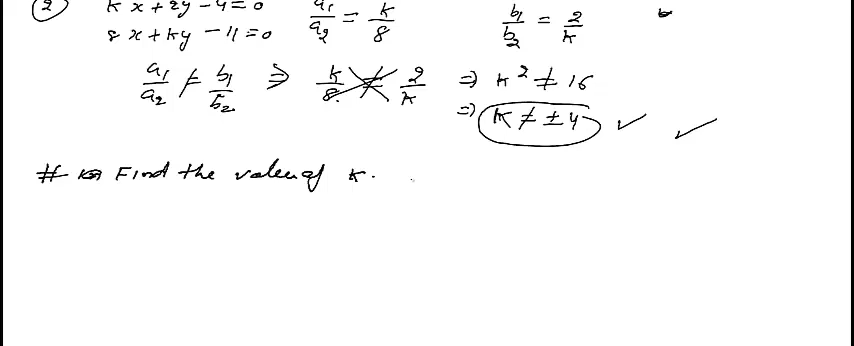 (2) kx + 2y - 4 = 0 a1/a2 = k/8 b1/b2 = 2/k
8x + ky - 11 = 0
a1/a2 ≠ b1/b2 ⇒ k/8 ≠ 2/k ⇒ k² ≠ 16
⇒ k ≠ ±4 ✓ ✓
# Find the value of k.